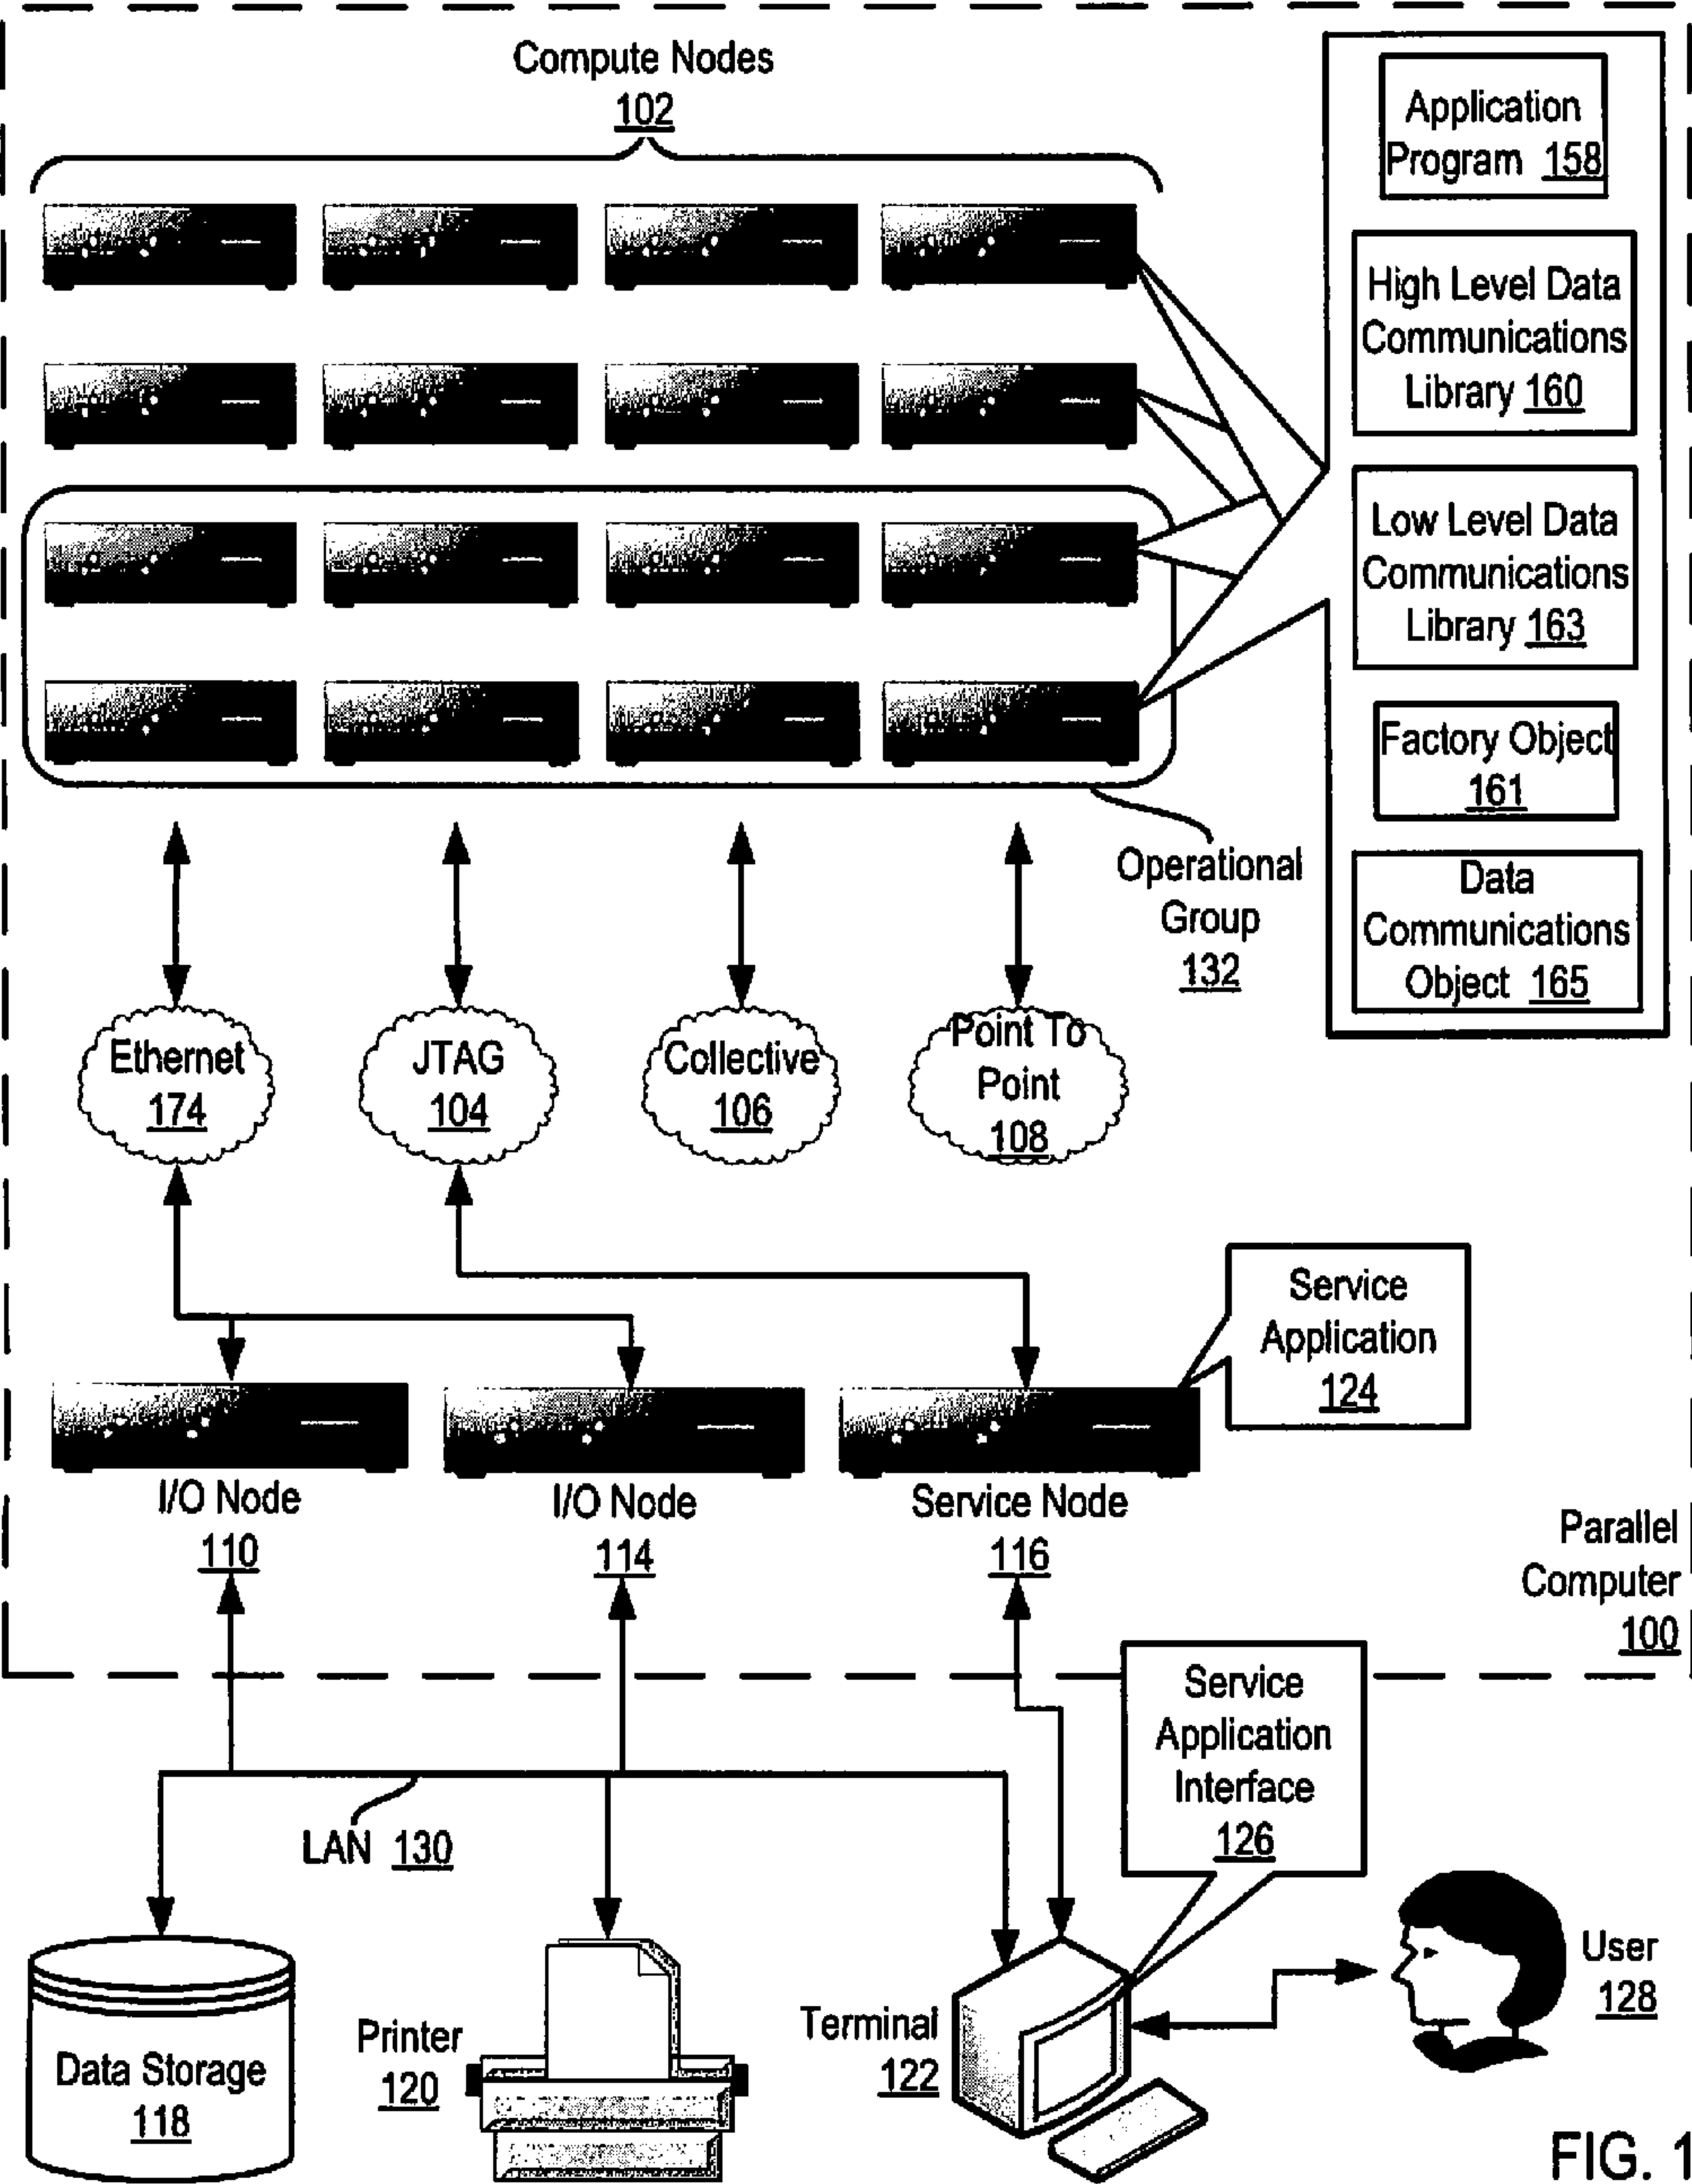 Compute Nodes
102
Application
Program 158
High Level Data
Communications
Library 160
Low Level Data
Communications
Library 163
Factory Object
161
Data
Communications
Object 165
Operational
Group
132
Ethernet
174
JTAG
104
Collective
106
Point To
Point
108
Service
Application
124
I/O Node
110
I/O Node
114
Service Node
116
Parallel
Computer
100
Service
Application
Interface
126
LAN 130
Data Storage
118
Printer
120
Terminal
122
User
128
FIG. 1